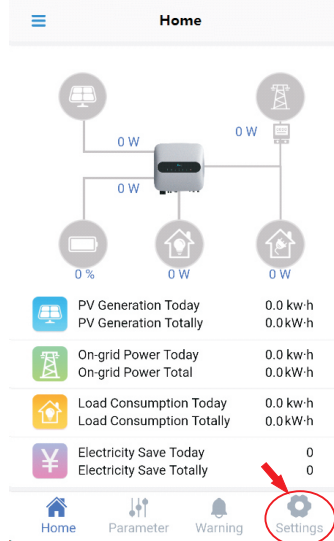 Home
0 W
0 W
0 W
0 %
0 W
0 W
PV Generation Today 0.0 kw·h
PV Generation Totally 0.0kW·h
On-grid Power Today 0.0 kw·h
On-grid Power Total 0.0kW·h
Load Consumption Today 0.0 kw·h
Load Consumption Totally 0.0kW·h
¥
Electricity Save Today 0
Electricity Save Totally 0
Home Parameter Warning Settings